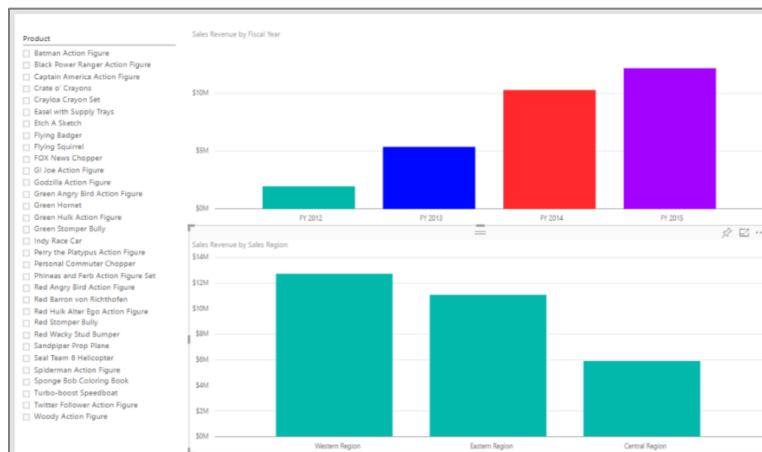 Product
Batman Action Figure
Black Power Ranger Action Figure
Captain America Action Figure
Crate o' Crayons
Crayloa Crayon Set
Easel with Supply Trays
Etch A Sketch
Flying Badger
Flying Squirrel
FOX News Chopper
GI Joe Action Figure
Godzilla Action Figure
Green Angry Bird Action Figure
Green Hornet
Green Hulk Action Figure
Green Stomper Bully
Indy Race Car
Perry the Platypus Action Figure
Personal Commuter Chopper
Phineas and Ferb Action Figure Set
Red Angry Bird Action Figure
Red Barron von Richthofen
Red Hulk Alter Ego Action Figure
Red Stomper Bully
Red Wacky Stud Bumper
Sandpiper Prop Plane
Seal Team 6 Helicopter
Spiderman Action Figure
Sponge Bob Coloring Book
Turbo-boost Speedboat
Twitter Follower Action Figure
Woody Action Figure
Sales Revenue by Fiscal Year
$10M
$5M
$0M
FY 2012 FY 2013 FY 2014 FY 2015
Sales Revenue by Sales Region
$14M
$12M
$10M
$8M
$6M
$4M
$2M
$0M
Western Region Eastern Region Central Region